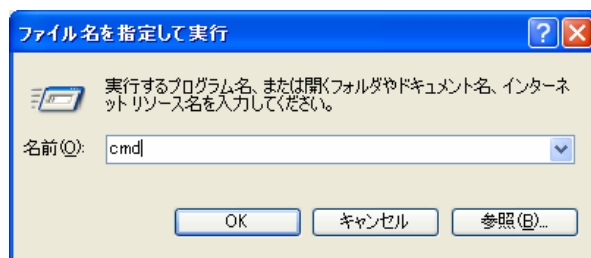 ファイル名を指定して実行
実行するプログラム名、または開くフォルダやドキュメント名、インターネ
ット リソース名を入力してください。
名前(O):
cmd
OK
キャンセル
参照(B)...